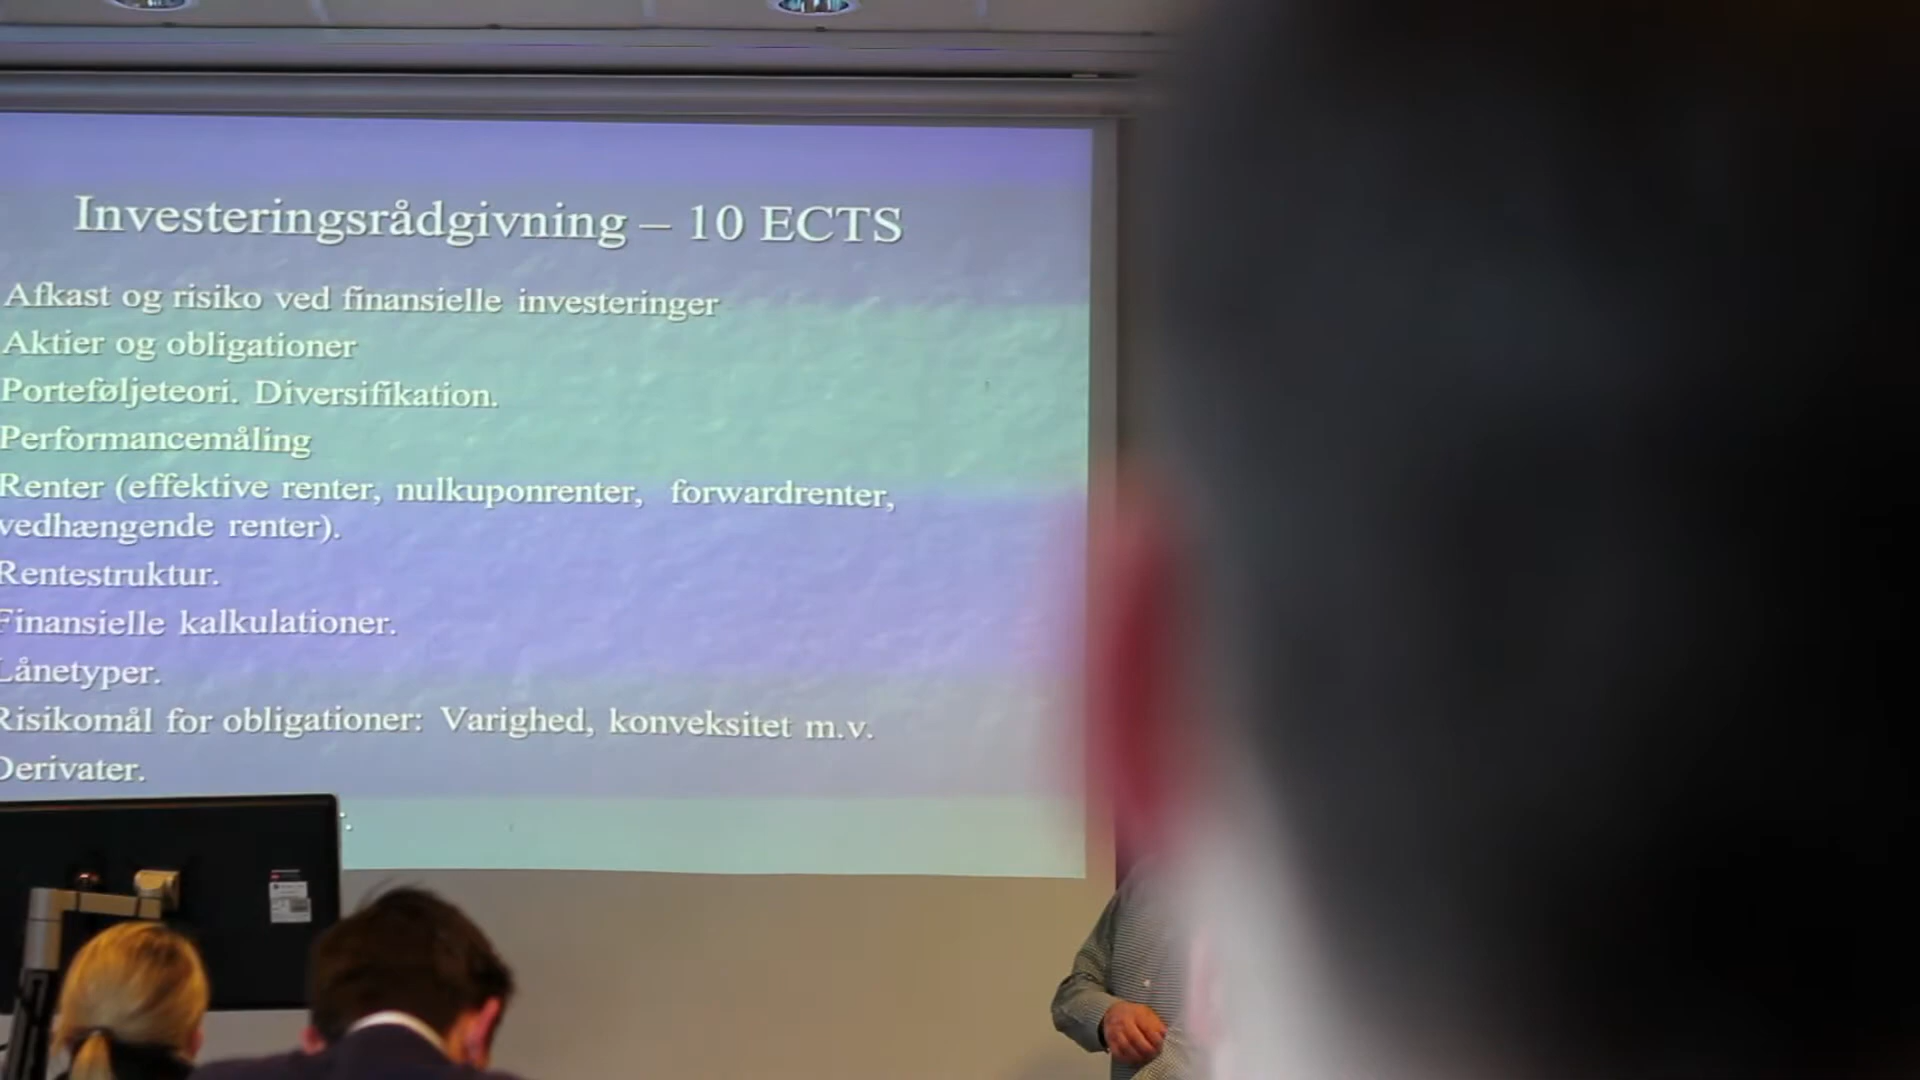 Investeringsrådgivning – 10 ECTS
Afkast og risiko ved finansielle investeringer
Aktier og obligationer
Porteføljeteori. Diversifikation.
Performancemåling
Renter (effektive renter, nulkuponrenter, forwardrenter,
vedhængende renter).
Rentestruktur.
Finansielle kalkulationer.
Lånetyper.
Risikomål for obligationer: Varighed, konveksitet m.v.
Derivater.